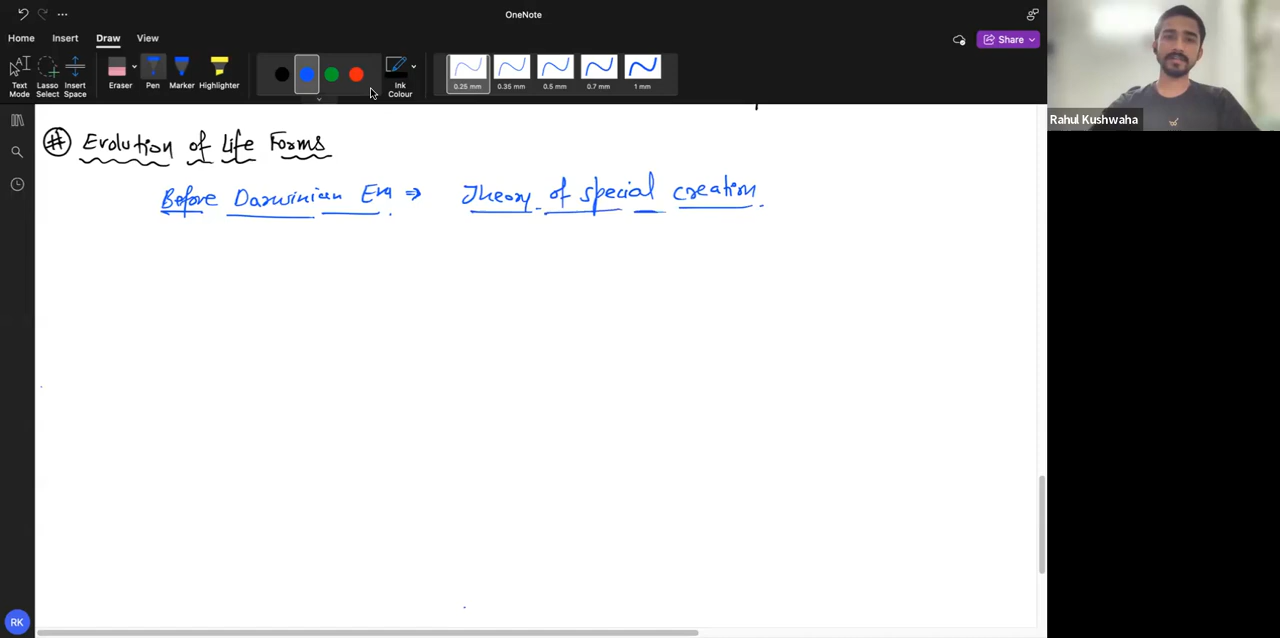 OneNote
Home Insert Draw View
Share
Text Mode
Lasso Select
Insert Space
Eraser
Pen
Marker
Highlighter
Ink Colour
0.25 mm
0.35 mm
0.5 mm
0.7 mm
1 mm
Rahul Kushwaha
# Evolution of Life Forms
Before Darwinian Era ⇒ Theory of special creation.
RK